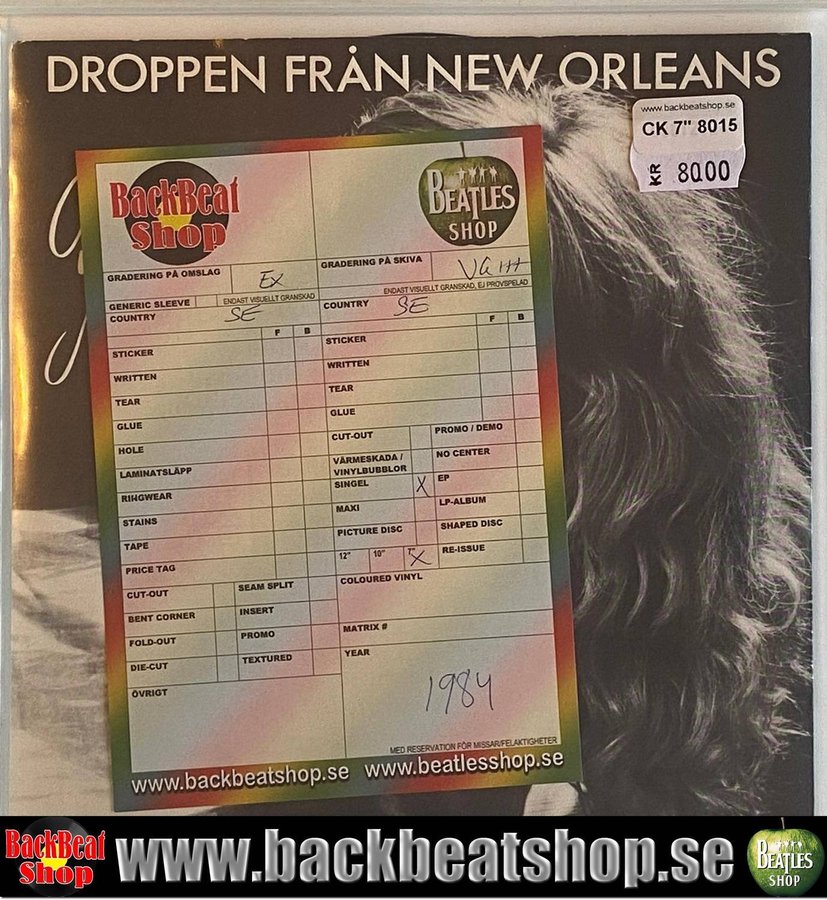 DROPPEN FRÅN NEW ORLEANS
www.backbeatshop.se
CK 7" 8015
KR 80.00
BackBeat
Shop
BEATLES
SHOP
GRADERING PÅ OMSLAG Ex
GRADERING PÅ SKIVA VG+++
GENERIC SLEEVE ENDAST VISUELLT GRANSKAD
ENDAST VISUELLT GRANSKAD, EJ PROVSPELAD
COUNTRY SE
COUNTRY SE
F B
F B
STICKER
STICKER
WRITTEN
WRITTEN
TEAR
TEAR
GLUE
GLUE
HOLE
CUT-OUT PROMO / DEMO
LAMINATSLÄPP
VÄRMESKADA /
VINYLBUBBLOR
NO CENTER
RINGWEAR
SINGEL X EP
STAINS
MAXI LP-ALBUM
TAPE
PICTURE DISC SHAPED DISC
PRICE TAG
12" 10" 7" X RE-ISSUE
CUT-OUT SEAM SPLIT
COLOURED VINYL
BENT CORNER INSERT
FOLD-OUT PROMO
MATRIX #
DIE-CUT TEXTURED
YEAR
ÖVRIGT
1984
MED RESERVATION FÖR MISSAR/FELAKTIGHETER
www.backbeatshop.se www.beatlesshop.se
BackBeat
Shop
www.backbeatshop.se
BEATLES
SHOP